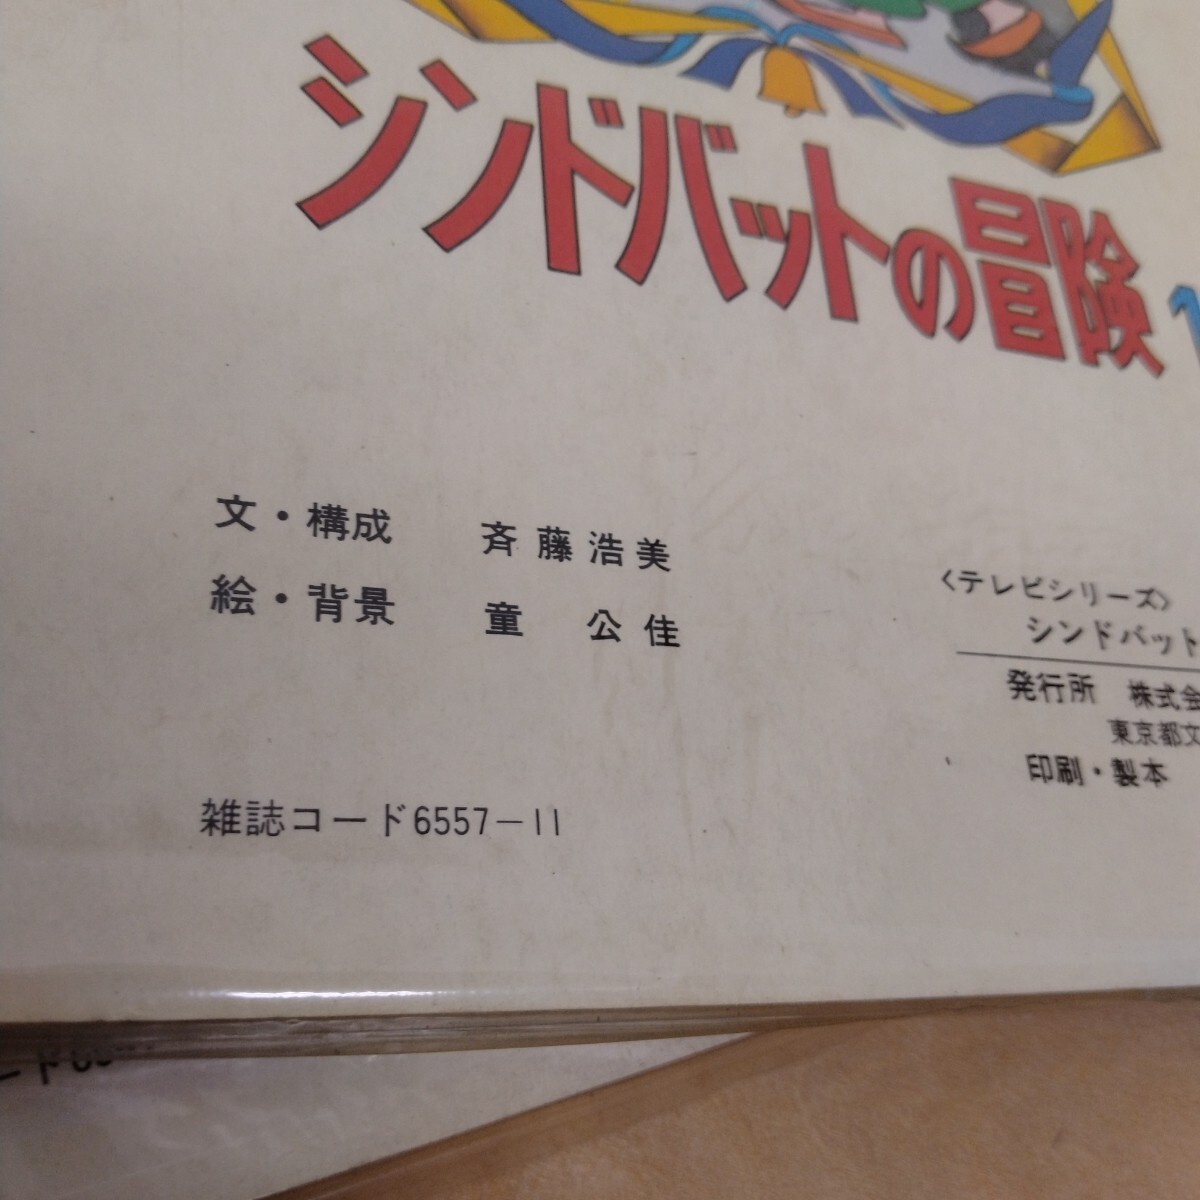 シンドバットの冒険 1
文・構成 斉藤浩美
絵・背景 童公佳
〈テレビシリーズ〉
シンドバット
発行所 株式会
東京都文
印刷・製本
雑誌コード6557-11